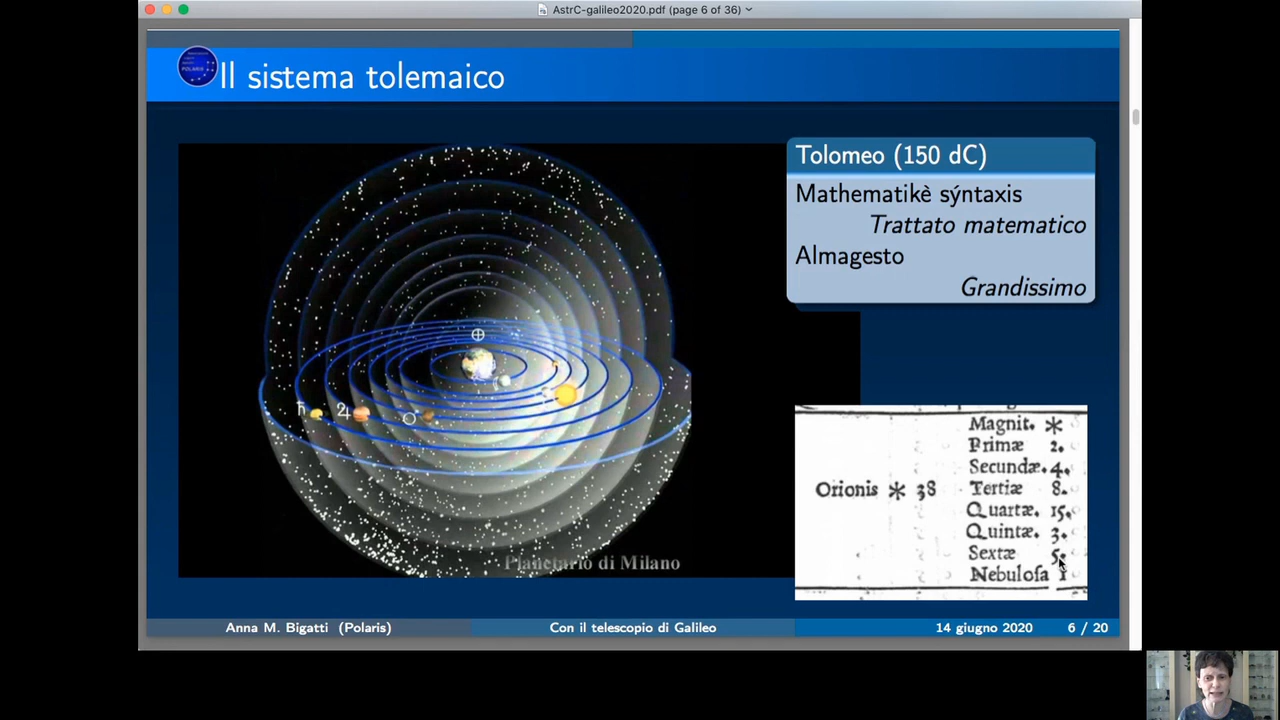 AstrC-galileo2020.pdf (page 6 of 36)
POLARIS
Il sistema tolemaico
Tolomeo (150 dC)
Mathematikè sýntaxis
Trattato matematico
Almagesto
Grandissimo
♄ ♃ ♂
Planetario di Milano
Magnit. *
Primæ 2.
Secundæ. 4.
Orionis * 38 Tertiæ 8.
Quartæ. 15.
Quintæ. 3.
Sextæ 5.
Nebuloſa 1
Anna M. Bigatti (Polaris) Con il telescopio di Galileo 14 giugno 2020 6 / 20